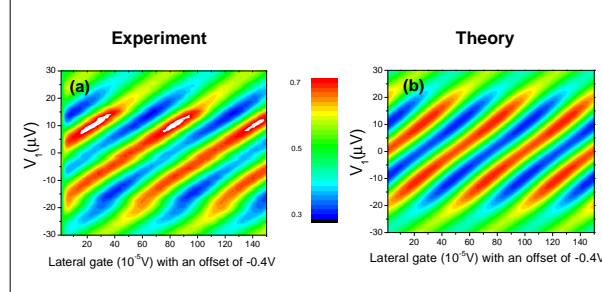 Experiment
Theory
(a)
(b)
V₁(µV)
30
20
10
0
-10
-20
-30
20 40 60 80 100 120 140
Lateral gate (10⁻⁵V) with an offset of -0.4V
0.7
0.5
0.3
V₁(µV)
30
20
10
0
-10
-20
-30
20 40 60 80 100 120 140
Lateral gate (10⁻⁵V) with an offset of -0.4V